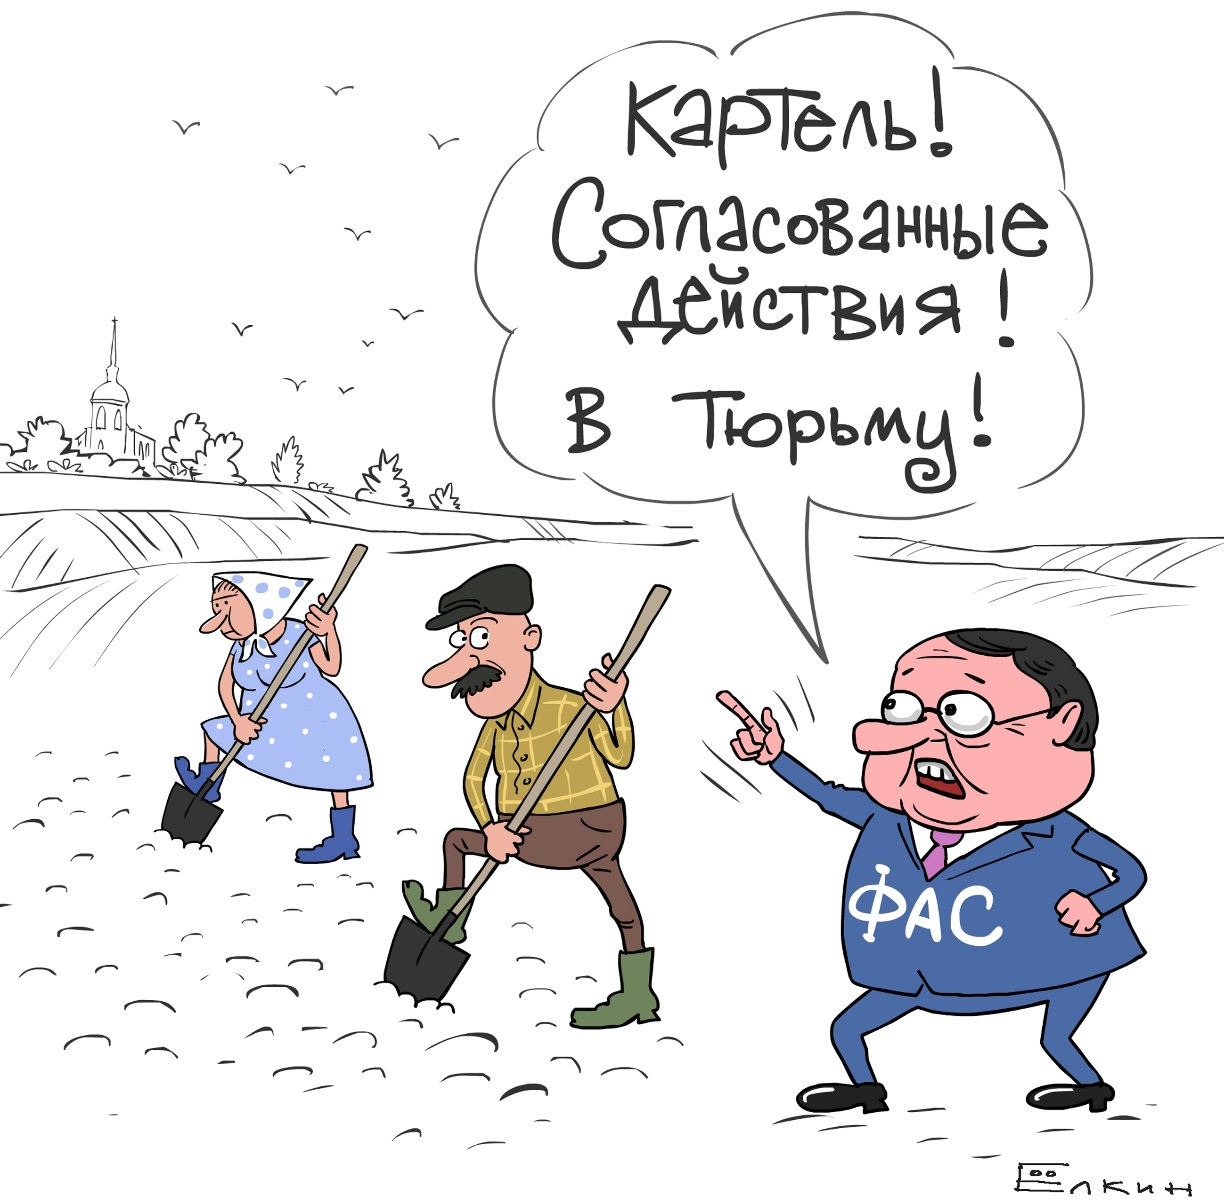 Картель!
Согласованные
действия!
В тюрьму!
ФАС
Ёлкин